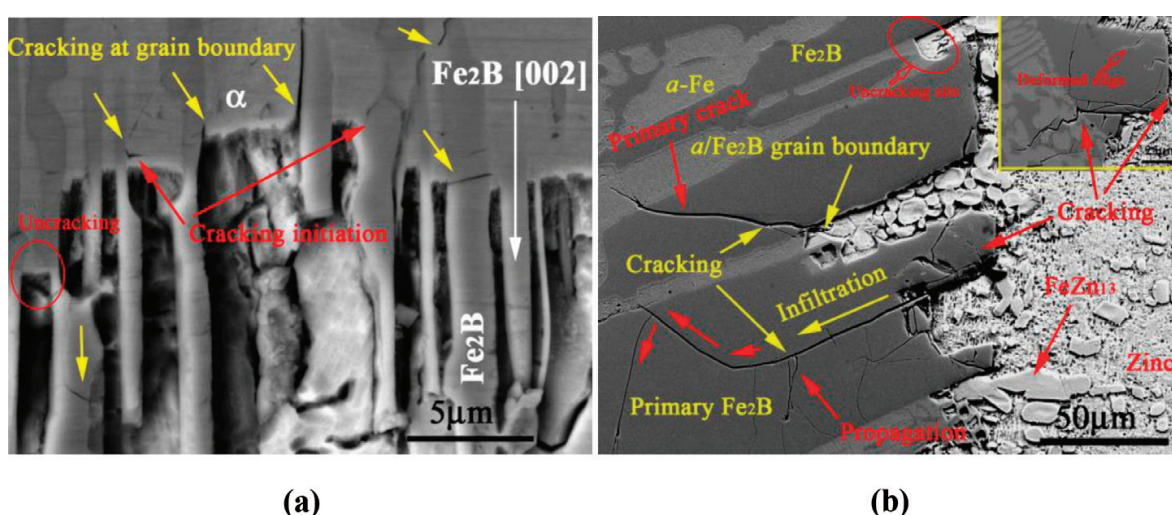 Cracking at grain boundary
α
Fe2B [002]
Uncracking
Cracking initiation
Fe2B
5μm
(a)
Fe2B
a-Fe
Uncracking site
Deformed edge
Primary crack
a/Fe2B grain boundary
Cracking
Cracking
Infiltration
FeZn13
Zinc
Primary Fe2B
Propagation
50μm
(b)